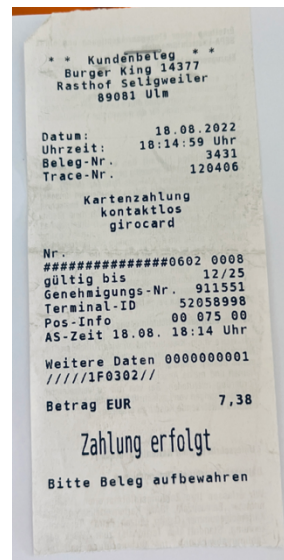 * * Kundenbeleg * *
Burger King 14377
Rasthof Seligweiler
89081 Ulm
Datum: 18.08.2022
Uhrzeit: 18:14:59 Uhr
Beleg-Nr. 3431
Trace-Nr. 120406
Kartenzahlung
kontaktlos
girocard
Nr.
###############0602 0008
gültig bis 12/25
Genehmigungs-Nr. 911551
Terminal-ID 52058998
Pos-Info 00 075 00
AS-Zeit 18.08. 18:14 Uhr
Weitere Daten 0000000001
/////1F0302//
Betrag EUR 7,38
Zahlung erfolgt
Bitte Beleg aufbewahren